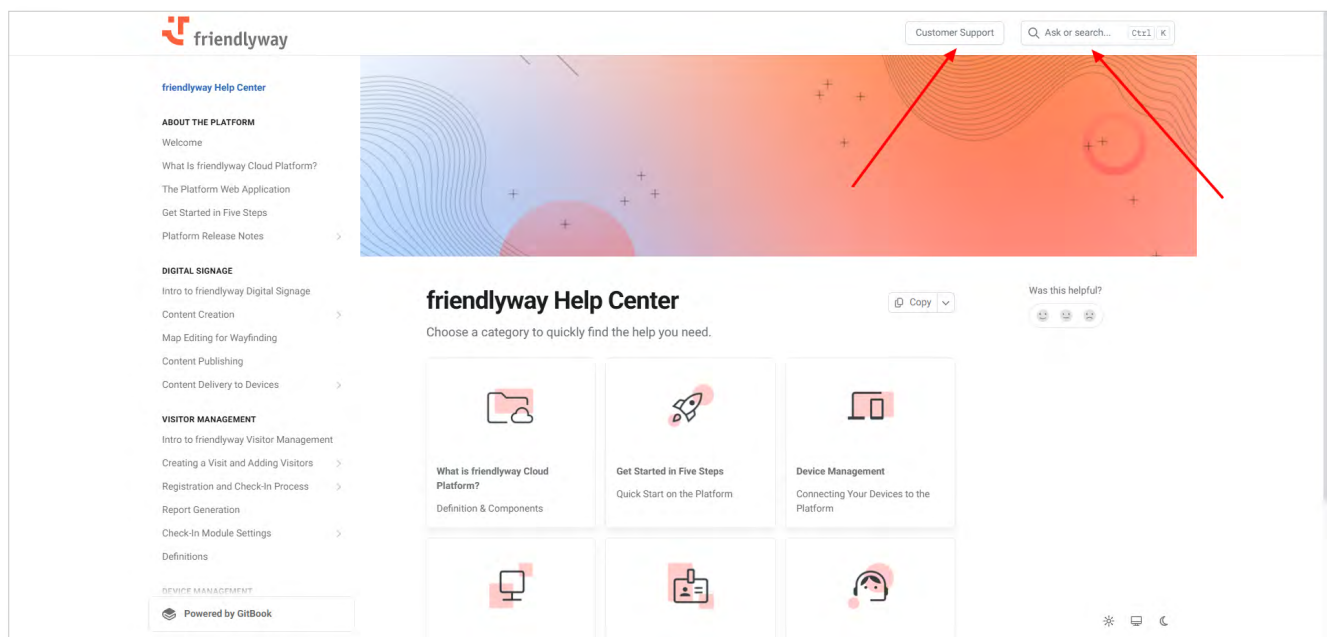 friendlyway
Customer Support
Ask or search... Ctrl K
friendlyway Help Center
ABOUT THE PLATFORM
Welcome
What Is friendlyway Cloud Platform?
The Platform Web Application
Get Started in Five Steps
Platform Release Notes
DIGITAL SIGNAGE
Intro to friendlyway Digital Signage
Content Creation
Map Editing for Wayfinding
Content Publishing
Content Delivery to Devices
VISITOR MANAGEMENT
Intro to friendlyway Visitor Management
Creating a Visit and Adding Visitors
Registration and Check-In Process
Report Generation
Check-In Module Settings
Definitions
DEVICE MANAGEMENT
Powered by GitBook
friendlyway Help Center
Copy
Choose a category to quickly find the help you need.
What is friendlyway Cloud
Platform?
Definition & Components
Get Started in Five Steps
Quick Start on the Platform
Device Management
Connecting Your Devices to the
Platform
Was this helpful?